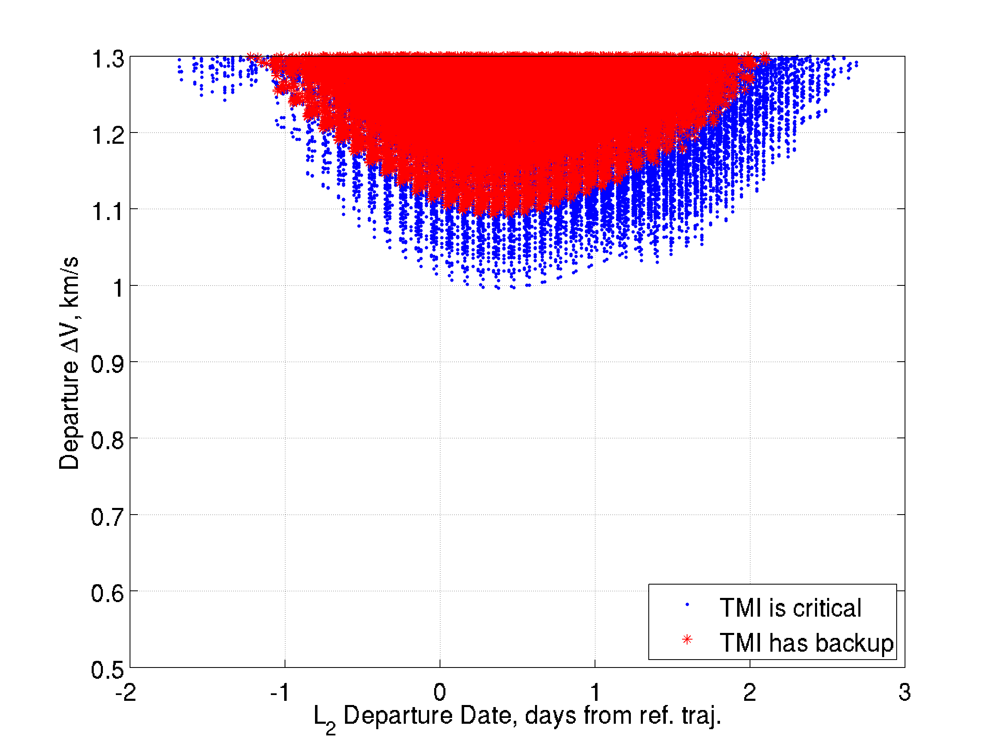 1.3
1.2
1.1
1
0.9
0.8
0.7
0.6
0.5
Departure ΔV, km/s
TMI is critical
TMI has backup
-2 -1 0 1 2 3
L2 Departure Date, days from ref. traj.